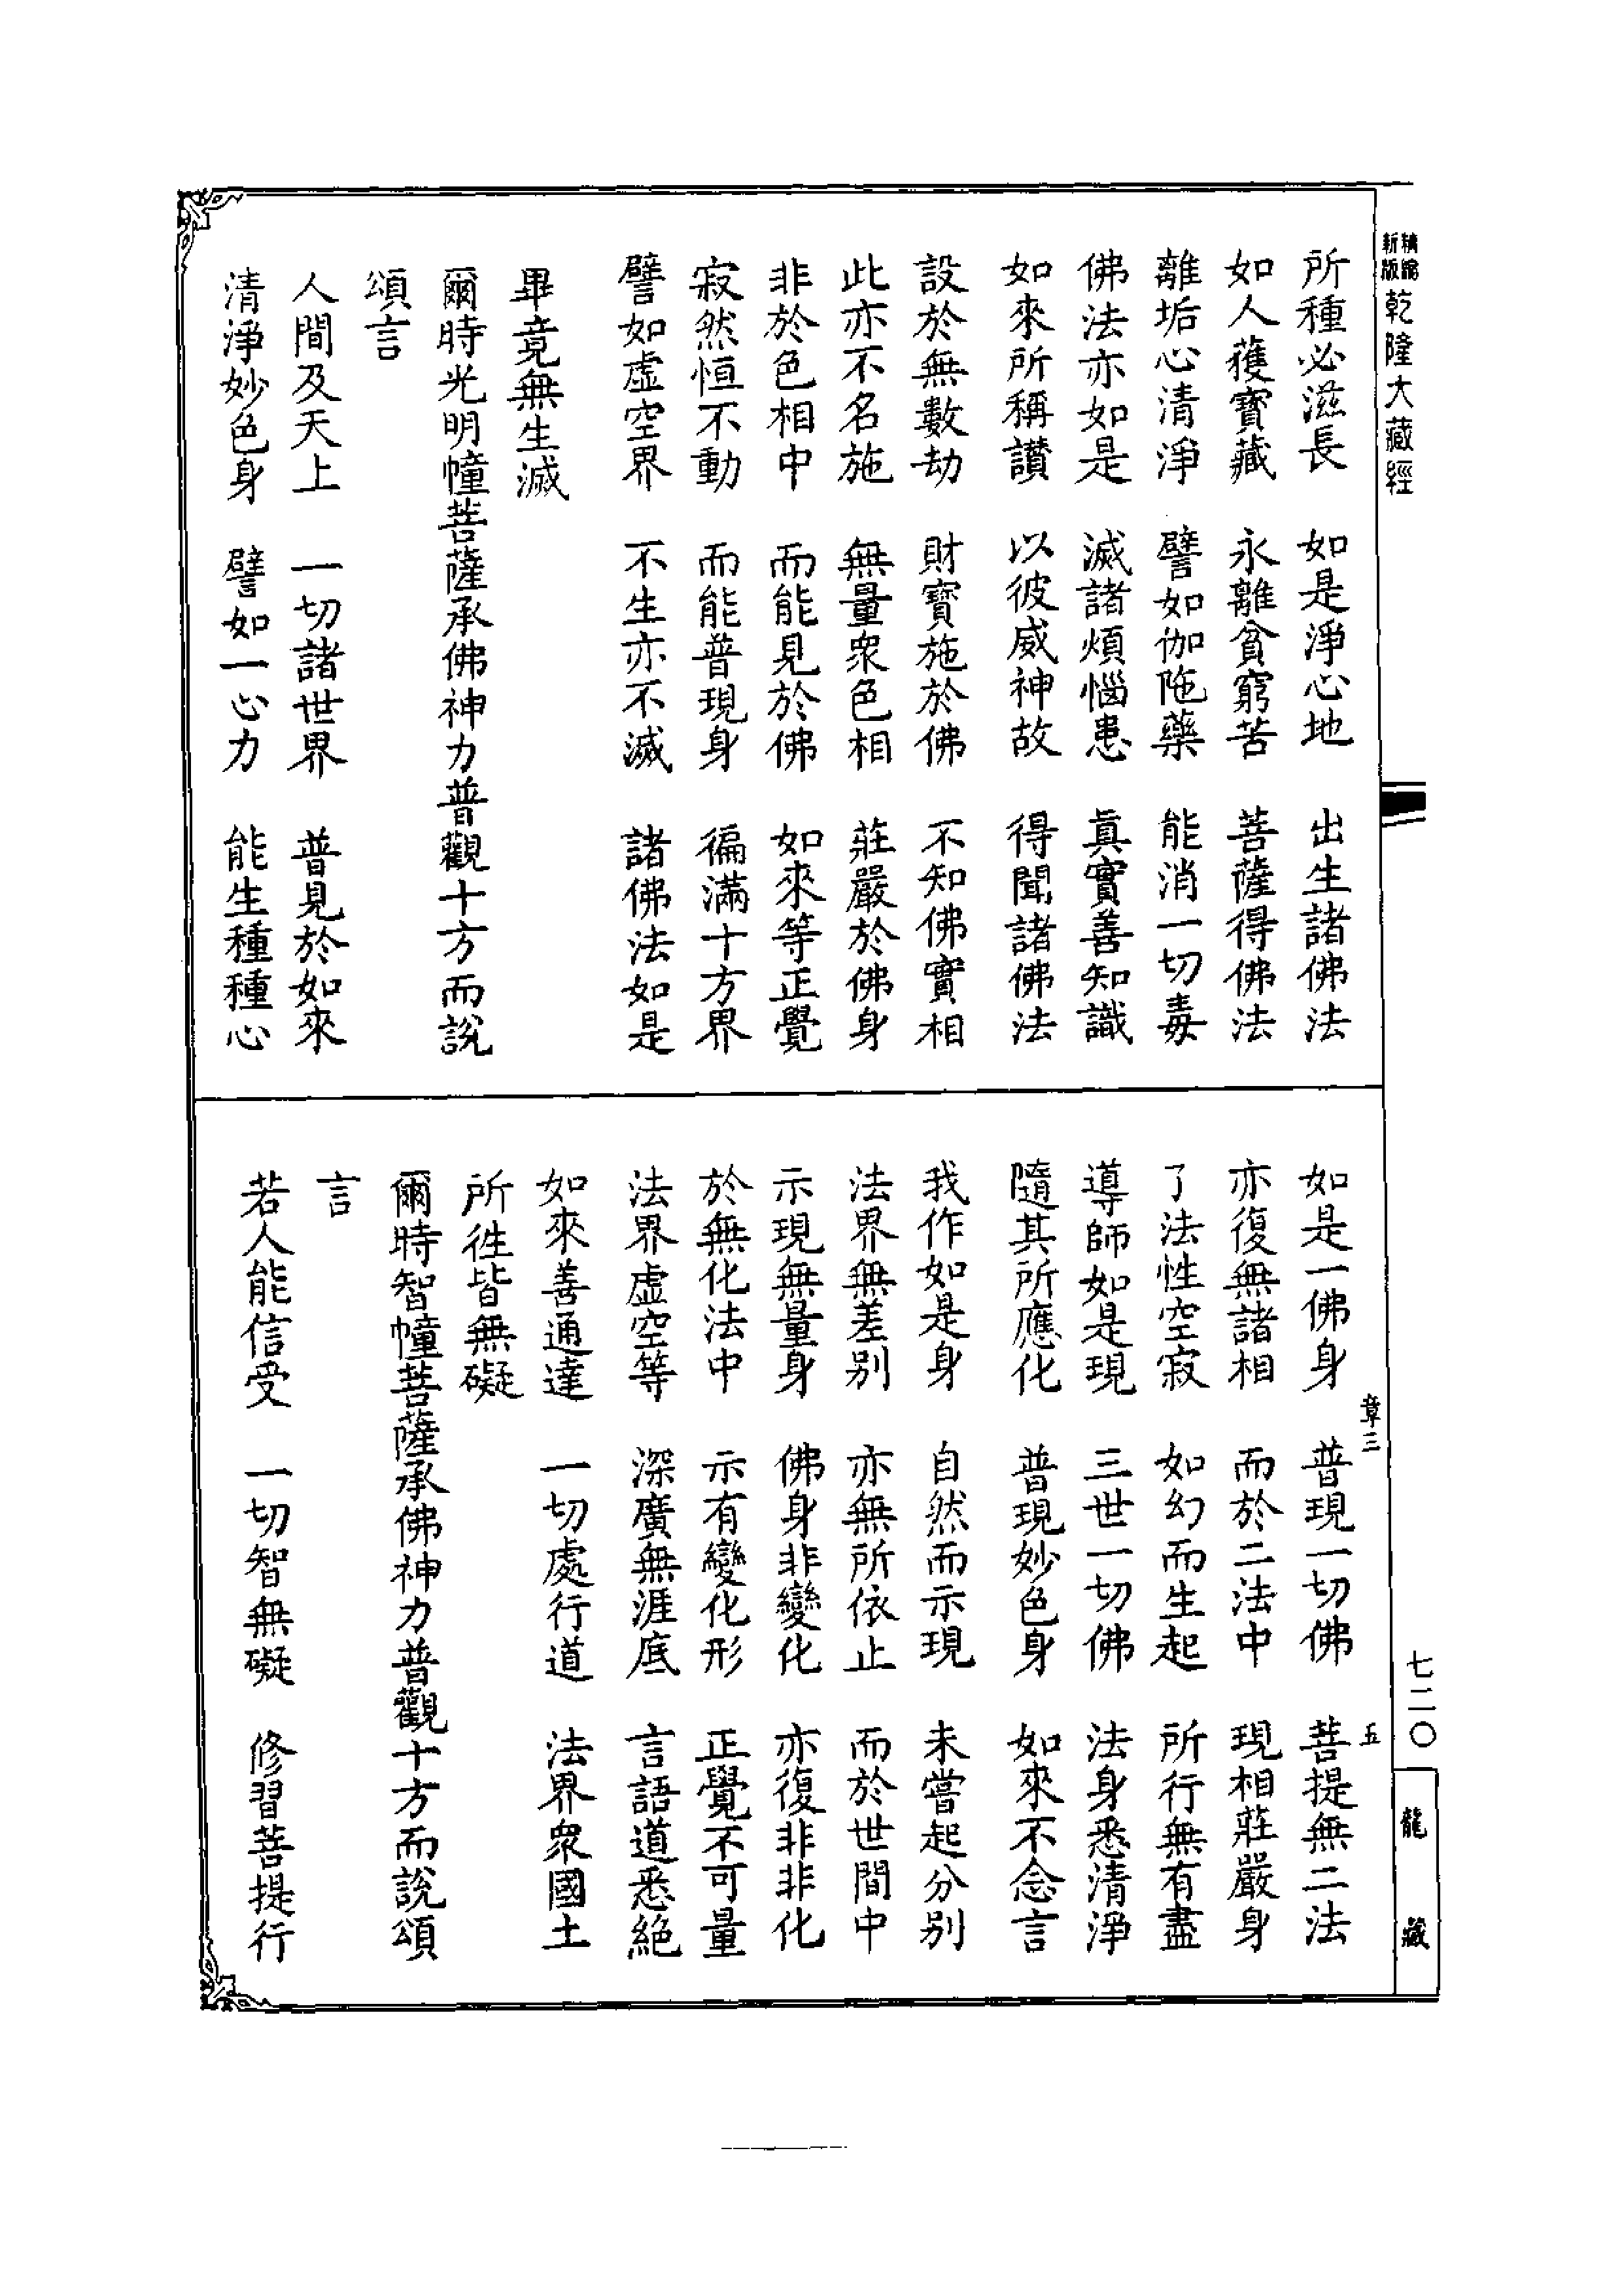 精編
新版
乾隆大藏經
所種必滋長　如是淨心地　出生諸佛法
如人獲寶藏　永離貧窮苦　菩薩得佛法
離垢心清淨　譬如伽陁藥　能消一切毒
佛法亦如是　滅諸煩惱患　眞實善知識
如來所稱讚　以彼威神故　得聞諸佛法
設於無數劫　財寶施於佛　不知佛實相
此亦不名施　無量衆色相　莊嚴於佛身
非於色相中　而能見於佛　如來等正覺
寂然恒不動　而能普現身　徧滿十方界
譬如虛空界　不生亦不滅　諸佛法如是
畢竟無生滅
爾時光明幢菩薩承佛神力普觀十方而說
頌言
人間及天上　一切諸世界　普見於如來
清淨妙色身　譬如一心力　能生種種心
如是一佛身　普現一切佛　菩提無二法
亦復無諸相　而於二法中　現相莊嚴身
了法性空寂　如幻而生起　所行無有盡
導師如是現　三世一切佛　法身悉清淨
隨其所應化　普現妙色身　如來不念言
我作如是身　自然而示現　未嘗起分別
法界無差別　亦無所依止　而於世間中
示現無量身　佛身非變化　亦復非非化
於無化法中　示有變化形　正覺不可量
法界虛空等　深廣無涯底　言語道悉絕
如來善通達　一切處行道　法界衆國土
所徃皆無礙
爾時智幢菩薩承佛神力普觀十方而說頌
言
若人能信受　一切智無礙　修習菩提行
章三
五
七二〇
龍藏